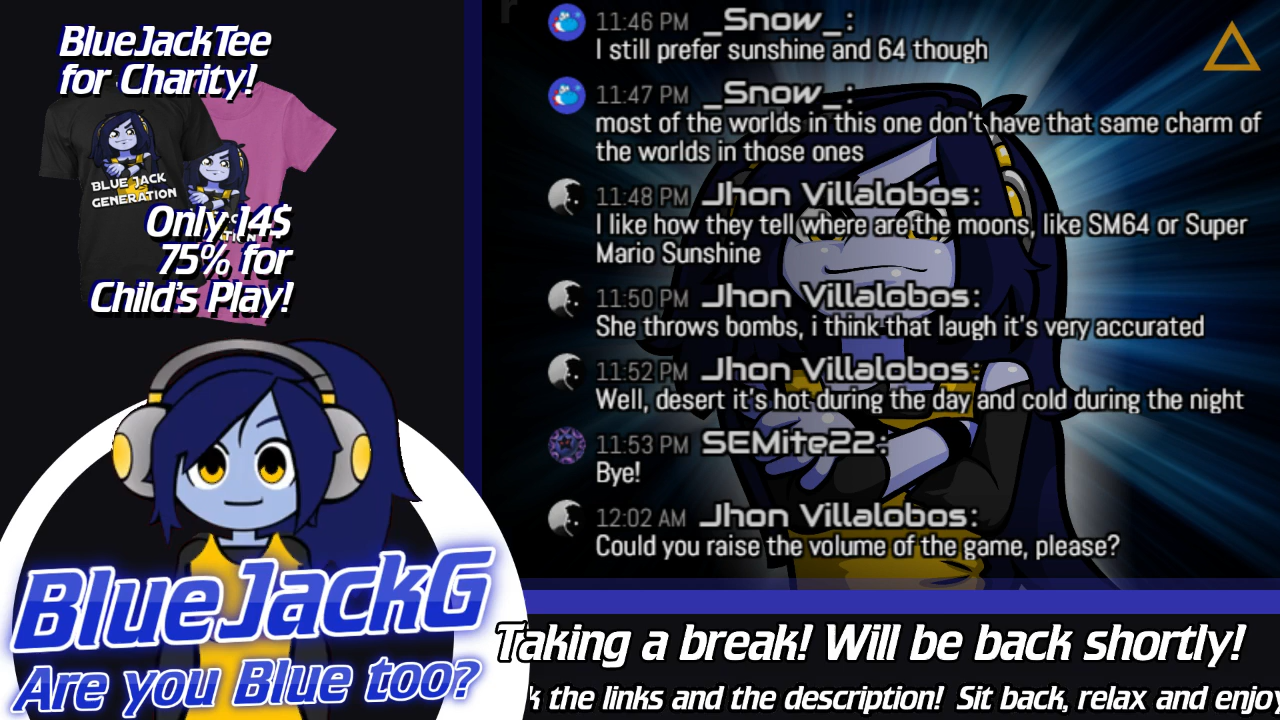 BlueJackTee
for Charity!
BLUE JACK
GENERATION
Only 14$
75% for
Child's Play!
BlueJackG
Are you Blue too?
11:46 PM _Snow_:
I still prefer sunshine and 64 though
11:47 PM _Snow_:
most of the worlds in this one don't have that same charm of
the worlds in those ones
11:48 PM Jhon Villalobos:
I like how they tell where are the moons, like SM64 or Super
Mario Sunshine
11:50 PM Jhon Villalobos:
She throws bombs, i think that laugh it's very accurated
11:52 PM Jhon Villalobos:
Well, desert it's hot during the day and cold during the night
11:53 PM SEMite22:
Bye!
12:02 AM Jhon Villalobos:
Could you raise the volume of the game, please?
Taking a break! Will be back shortly!
k the links and the description! Sit back, relax and enjoy